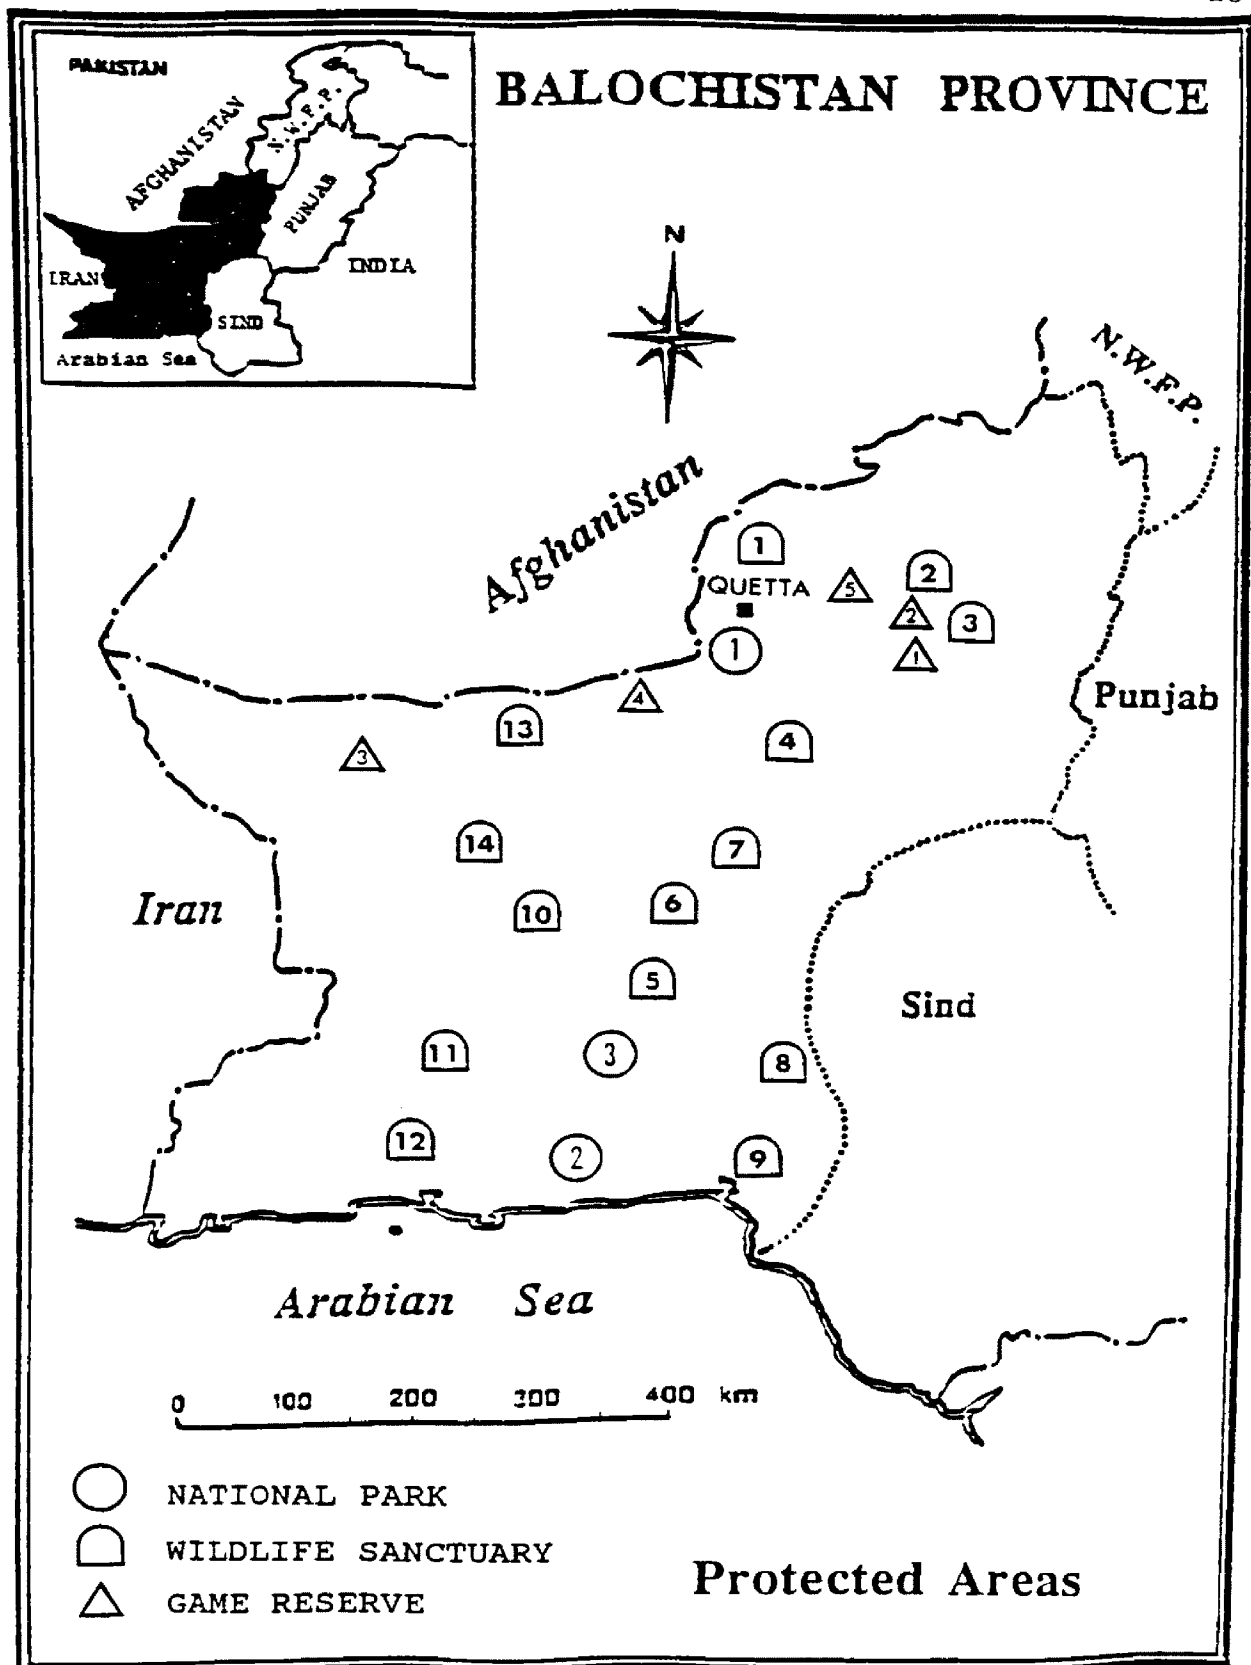 PAKISTAN
AFGHANISTAN
N.W.F.P.
PUNJAB
IRAN
INDIA
SIND
Arabian Sea
BALOCHISTAN PROVINCE
N
N.W.F.P.
Afghanistan
1
QUETTA
5
2
2
3
1
1
Punjab
4
13
4
3
14
7
Iran
10
6
5
Sind
11
3
8
12
2
9
Arabian Sea
0 100 200 300 400 km
NATIONAL PARK
WILDLIFE SANCTUARY
GAME RESERVE
Protected Areas